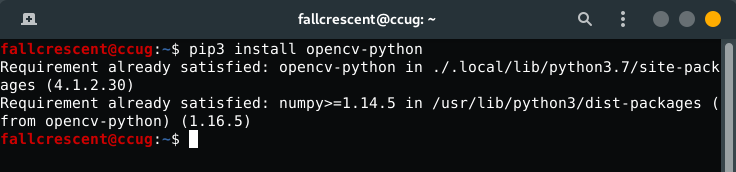 fallcrescent@ccug: ~
fallcrescent@ccug:~$ pip3 install opencv-python
Requirement already satisfied: opencv-python in ./.local/lib/python3.7/site-pack
ages (4.1.2.30)
Requirement already satisfied: numpy>=1.14.5 in /usr/lib/python3/dist-packages (
from opencv-python) (1.16.5)
fallcrescent@ccug:~$